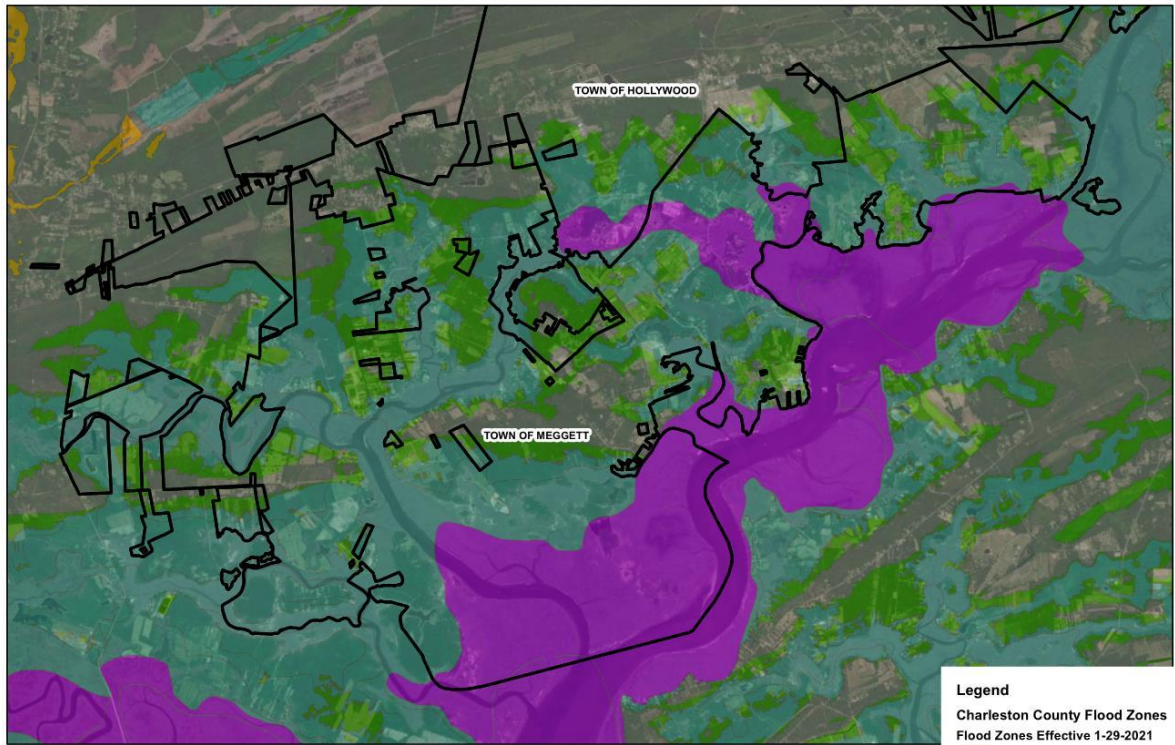 TOWN OF HOLLYWOOD
TOWN OF MEGGETT
Legend
Charleston County Flood Zones
Flood Zones Effective 1-29-2021